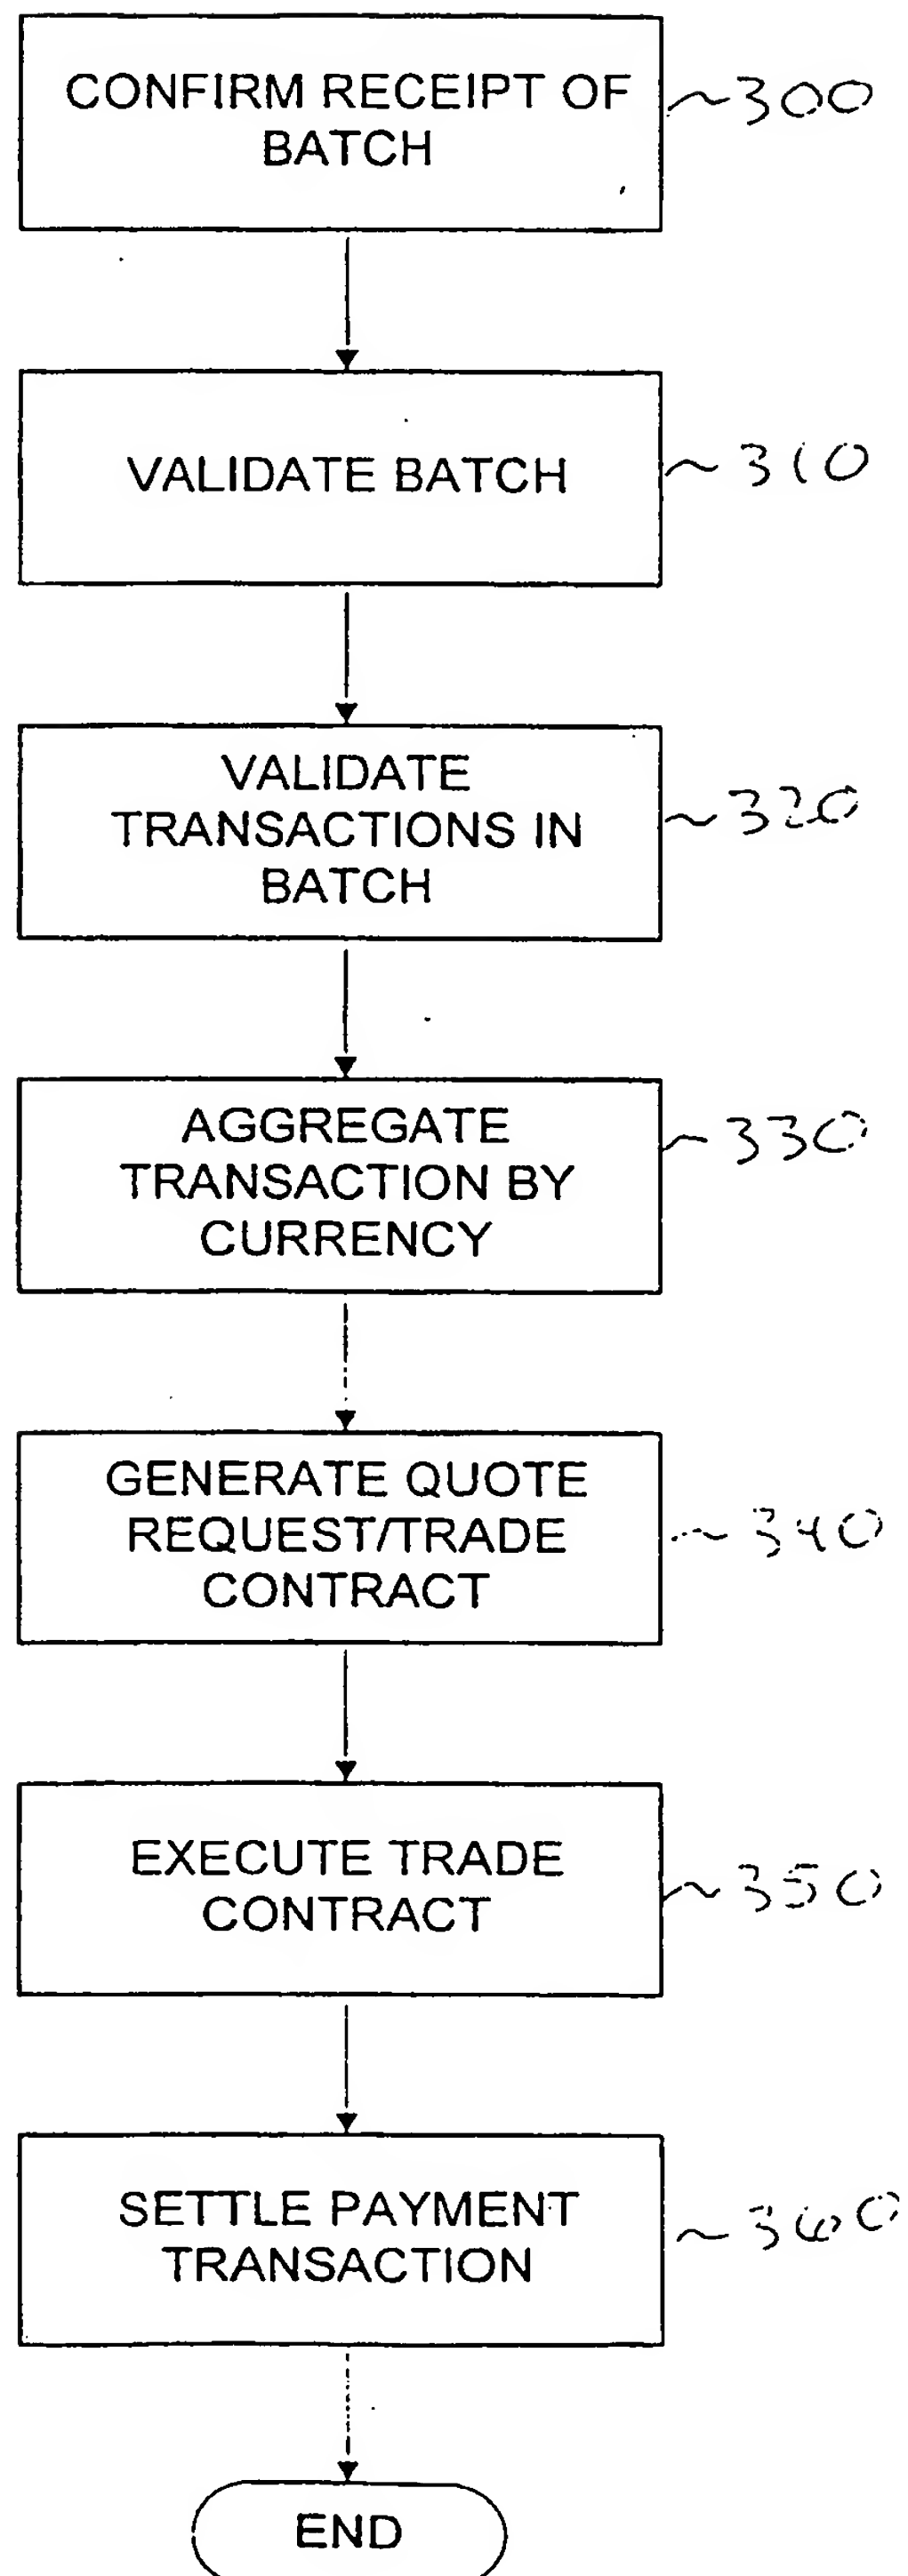 CONFIRM RECEIPT OF
BATCH
300
VALIDATE BATCH
310
VALIDATE
TRANSACTIONS IN
BATCH
320
AGGREGATE
TRANSACTION BY
CURRENCY
330
GENERATE QUOTE
REQUEST/TRADE
CONTRACT
340
EXECUTE TRADE
CONTRACT
350
SETTLE PAYMENT
TRANSACTION
360
END